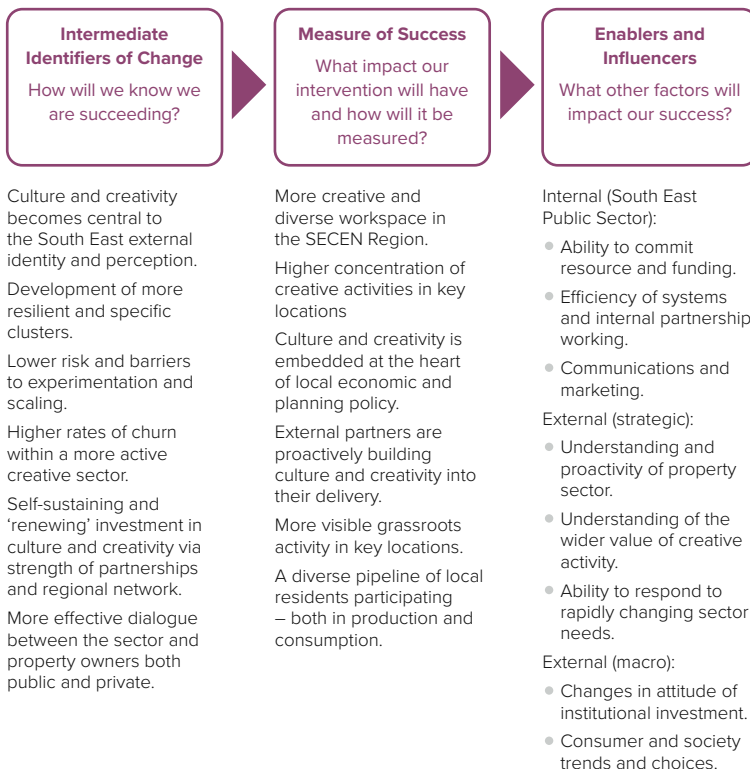 Intermediate
Identifiers of Change
How will we know we
are succeeding?
Culture and creativity
becomes central to
the South East external
identity and perception.
Development of more
resilient and specific
clusters.
Lower risk and barriers
to experimentation and
scaling.
Higher rates of churn
within a more active
creative sector.
Self-sustaining and
‘renewing’ investment in
culture and creativity via
strength of partnerships
and regional network.
More effective dialogue
between the sector and
property owners both
public and private.
Measure of Success
What impact our
intervention will have
and how will it be
measured?
More creative and
diverse workspace in
the SECEN Region.
Higher concentration of
creative activities in key
locations
Culture and creativity is
embedded at the heart
of local economic and
planning policy.
External partners are
proactively building
culture and creativity into
their delivery.
More visible grassroots
activity in key locations.
A diverse pipeline of local
residents participating
– both in production and
consumption.
Enablers and
Influencers
What other factors will
impact our success?
Internal (South East
Public Sector):
• Ability to commit
resource and funding.
• Efficiency of systems
and internal partnership
working.
• Communications and
marketing.
External (strategic):
• Understanding and
proactivity of property
sector.
• Understanding of the
wider value of creative
activity.
• Ability to respond to
rapidly changing sector
needs.
External (macro):
• Changes in attitude of
institutional investment.
• Consumer and society
trends and choices.